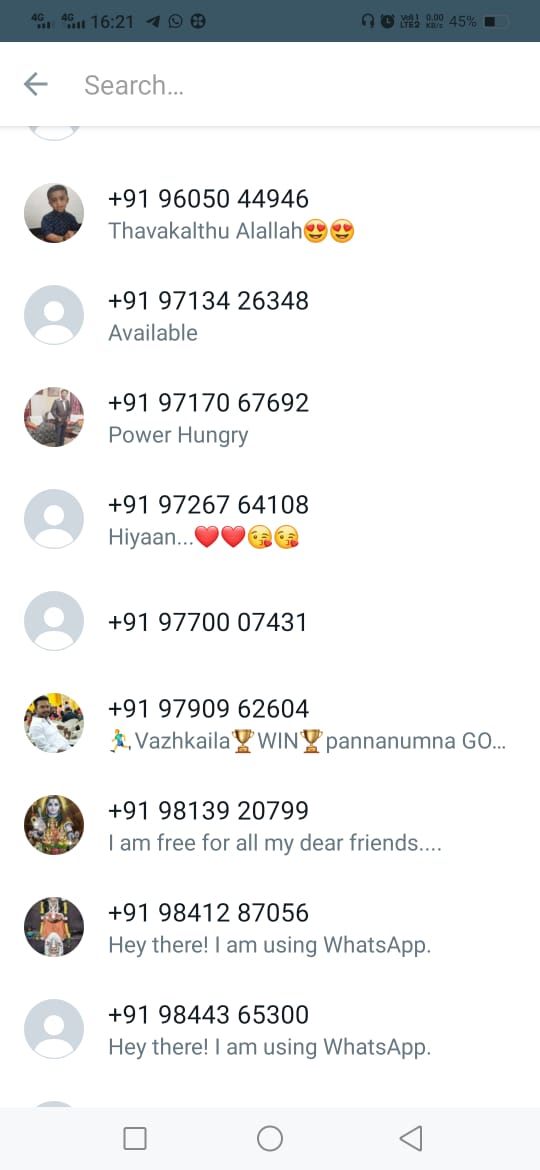 4G 4G 16:21 VoLTE LTE2 0.00 KB/s 45%
Search...
+91 96050 44946
Thavakalthu Alallah😍😍
+91 97134 26348
Available
+91 97170 67692
Power Hungry
+91 97267 64108
Hiyaan...❤️❤️😘😘
+91 97700 07431
+91 97909 62604
🏃‍♂️Vazhkaila🏆WIN🏆pannanumna GO...
+91 98139 20799
I am free for all my dear friends....
+91 98412 87056
Hey there! I am using WhatsApp.
+91 98443 65300
Hey there! I am using WhatsApp.